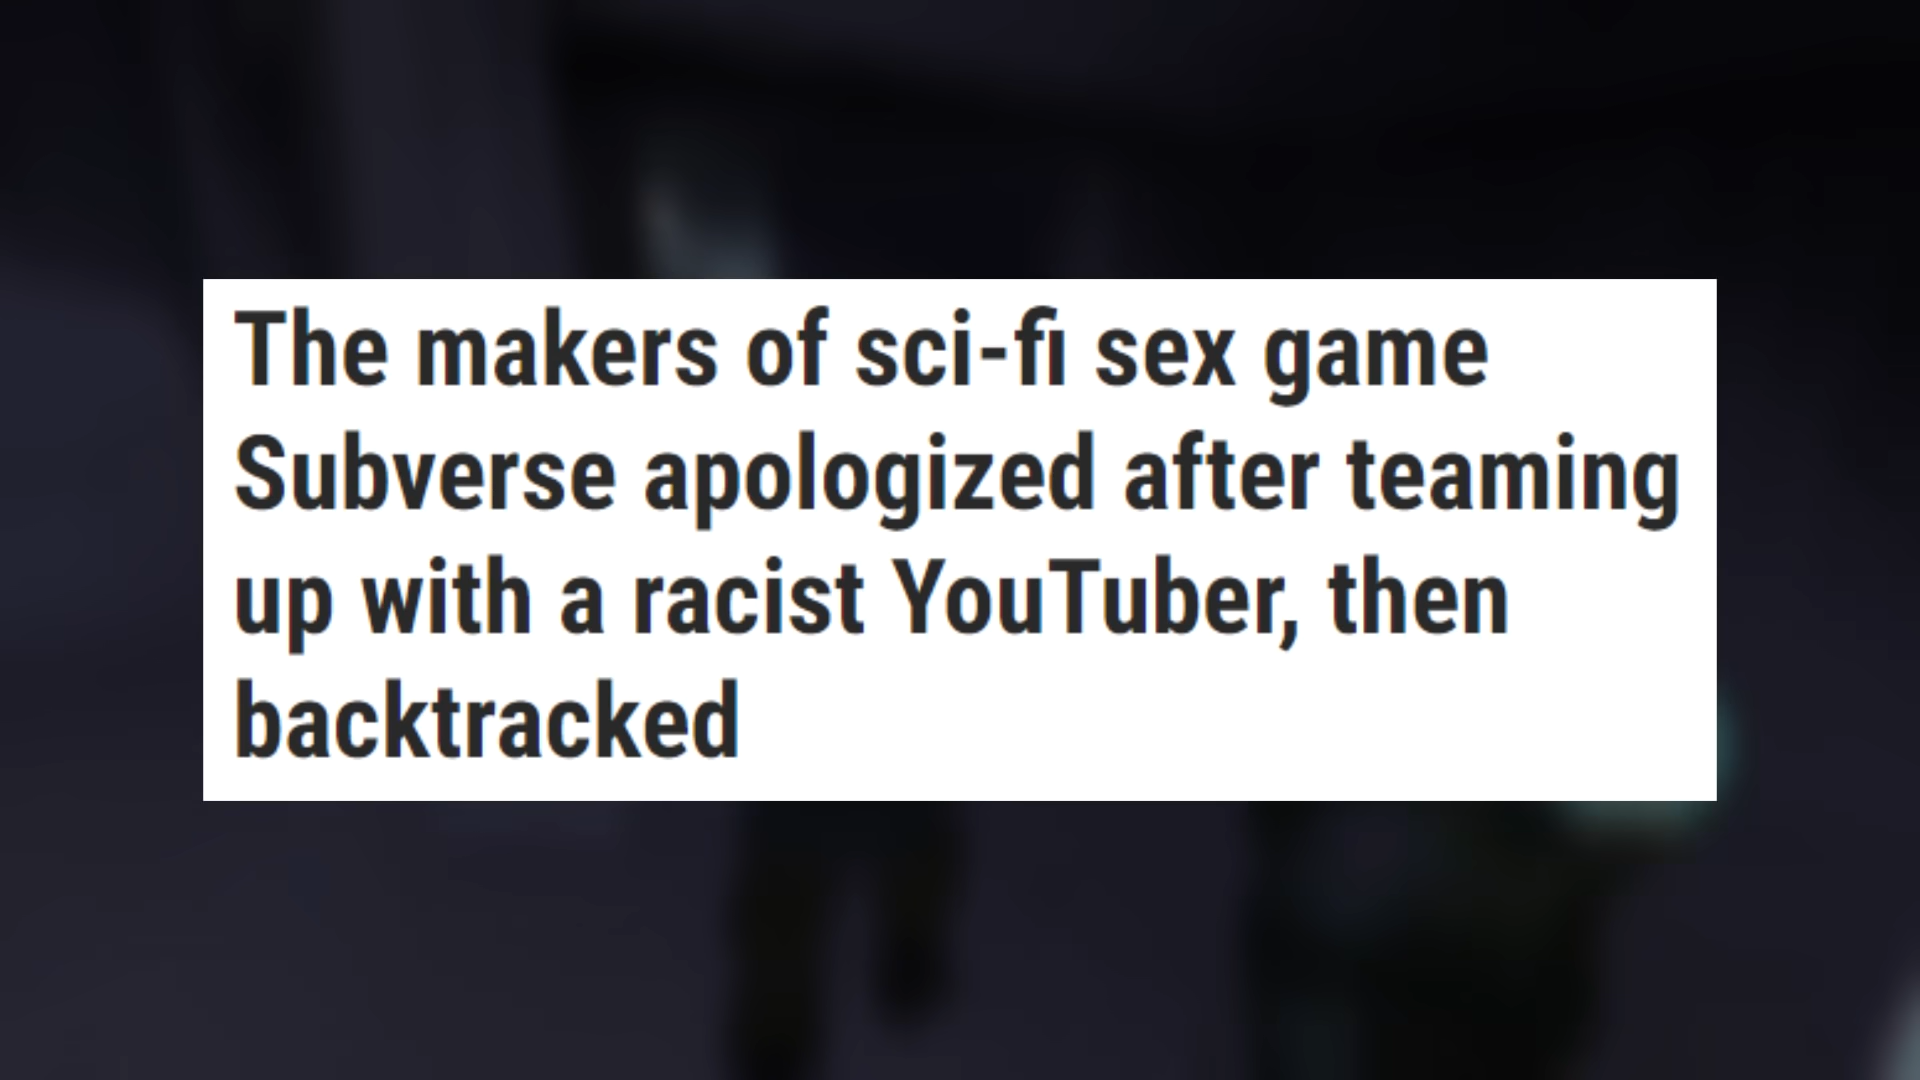 The makers of sci-fi sex game
Subverse apologized after teaming
up with a racist YouTuber, then
backtracked